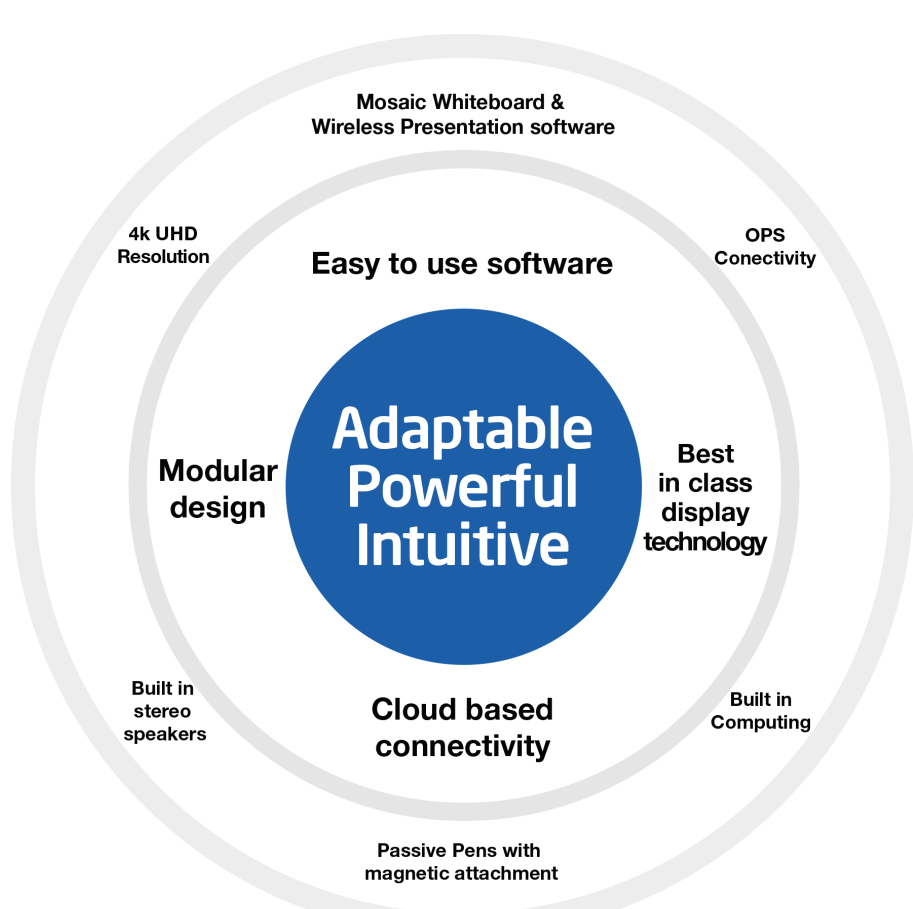 Mosaic Whiteboard &
Wireless Presentation software
4k UHD
Resolution
OPS
Conectivity
Easy to use software
Adaptable
Powerful
Intuitive
Modular
design
Best
in class
display
technology
Built in
stereo
speakers
Cloud based
connectivity
Built in
Computing
Passive Pens with
magnetic attachment